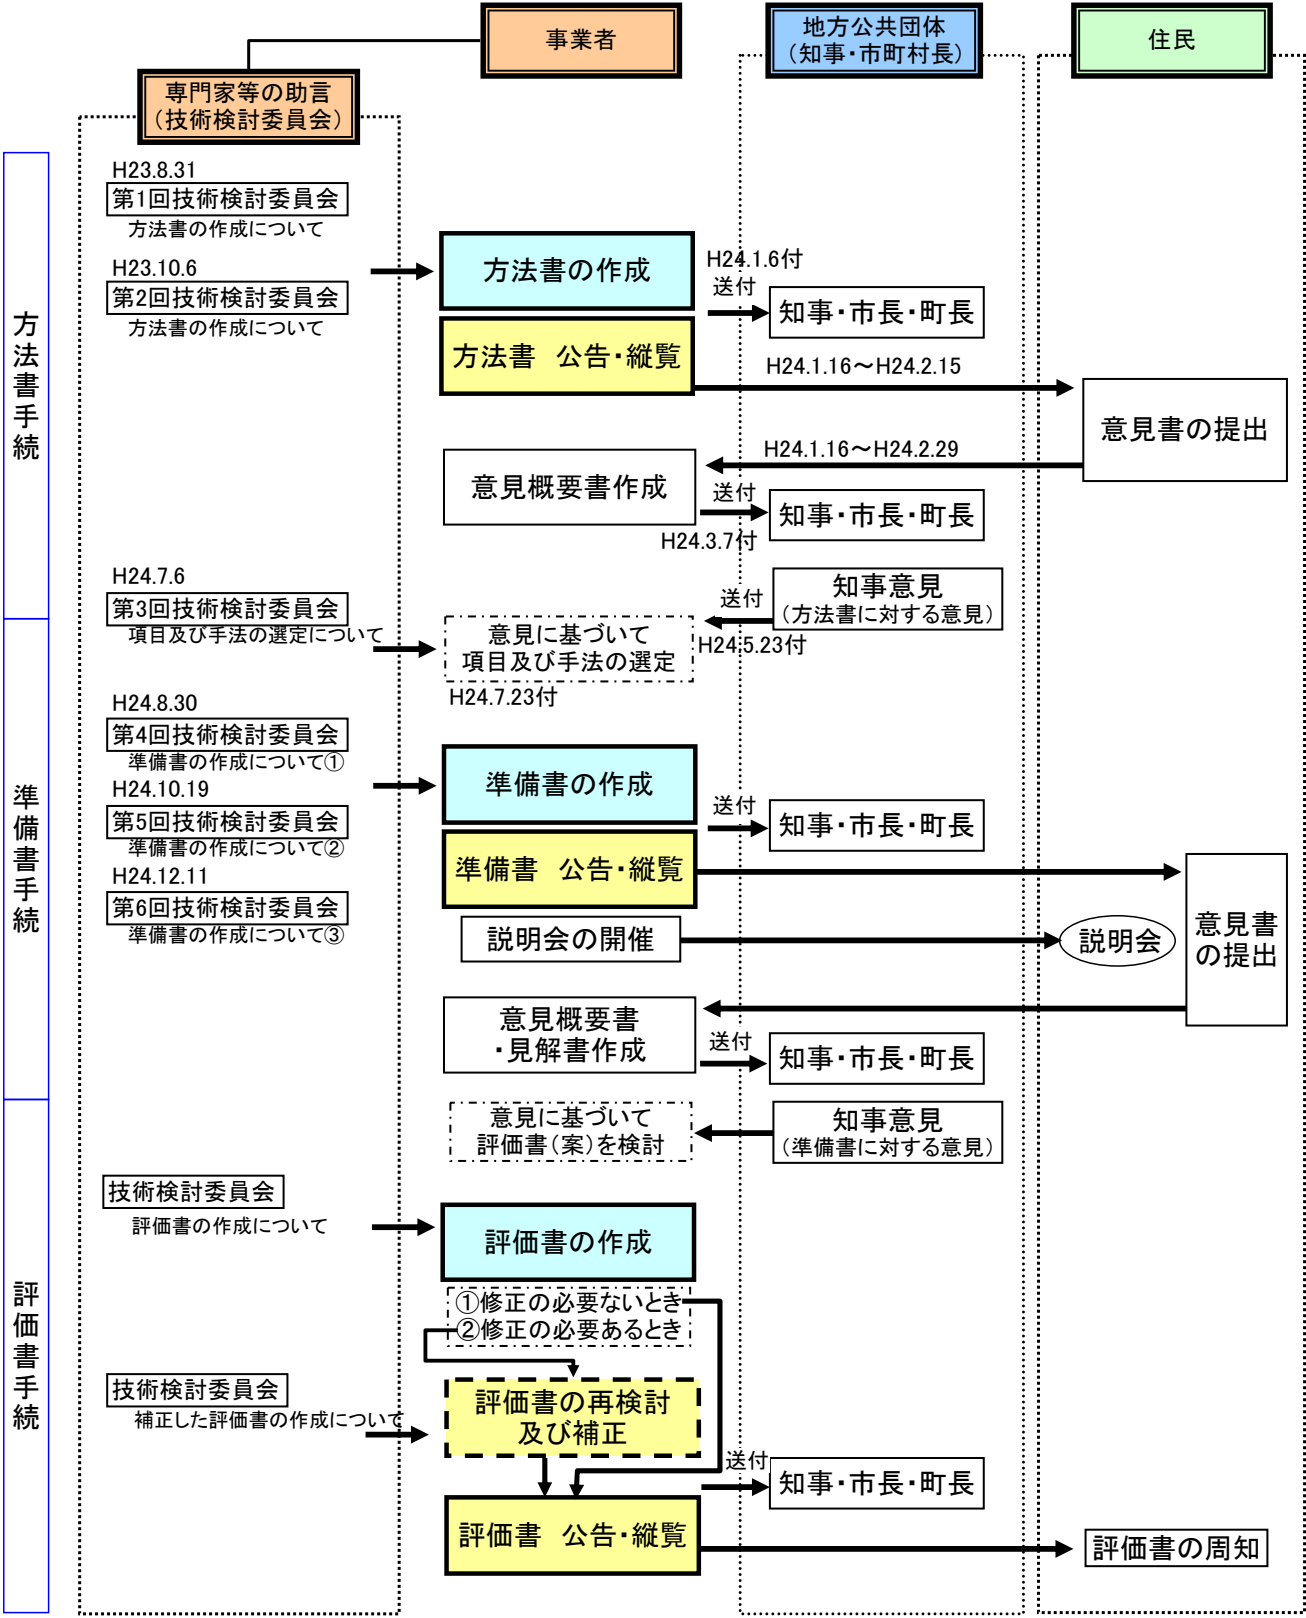 事業者
地方公共団体
（知事・市町村長）
住民
専門家等の助言
（技術検討委員会）
方法書手続
H23.8.31
第1回技術検討委員会
方法書の作成について
H23.10.6
第2回技術検討委員会
方法書の作成について
方法書の作成
H24.1.6付
送付
知事・市長・町長
方法書　公告・縦覧
H24.1.16～H24.2.15
意見書の提出
H24.1.16～H24.2.29
意見概要書作成
送付
知事・市長・町長
H24.3.7付
H24.7.6
第3回技術検討委員会
項目及び手法の選定について
知事意見
（方法書に対する意見）
送付
H24.5.23付
意見に基づいて
項目及び手法の選定
H24.7.23付
準備書手続
H24.8.30
第4回技術検討委員会
準備書の作成について①
H24.10.19
第5回技術検討委員会
準備書の作成について②
H24.12.11
第6回技術検討委員会
準備書の作成について③
準備書の作成
送付
知事・市長・町長
準備書　公告・縦覧
意見書
の提出
説明会の開催
説明会
意見概要書
・見解書作成
送付
知事・市長・町長
評価書手続
意見に基づいて
評価書（案）を検討
知事意見
（準備書に対する意見）
技術検討委員会
評価書の作成について
評価書の作成
①修正の必要ないとき
②修正の必要あるとき
技術検討委員会
補正した評価書の作成について
評価書の再検討
及び補正
送付
知事・市長・町長
評価書　公告・縦覧
評価書の周知